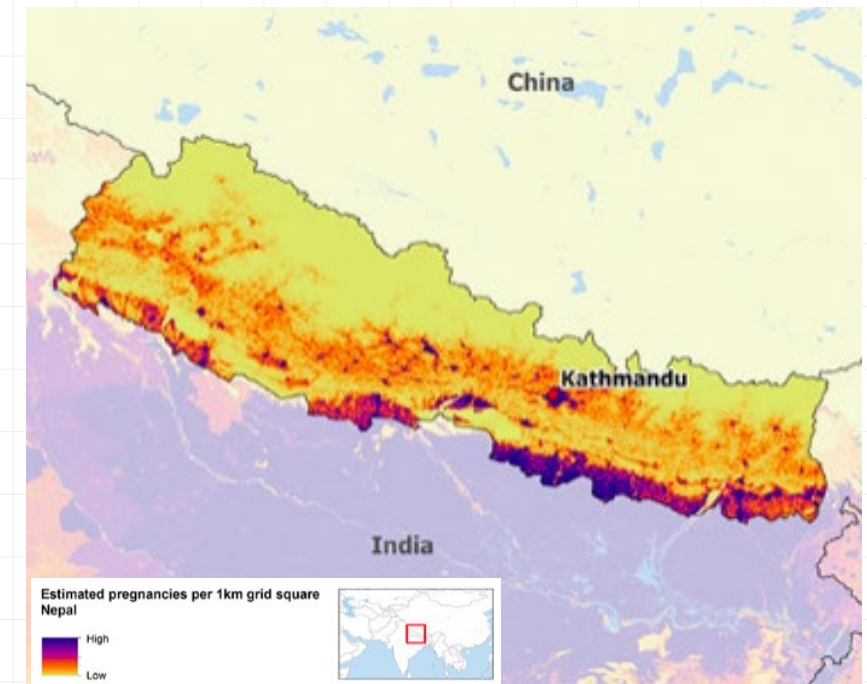 China
Kathmandu
India
Estimated pregnancies per 1km grid square
Nepal
High
Low